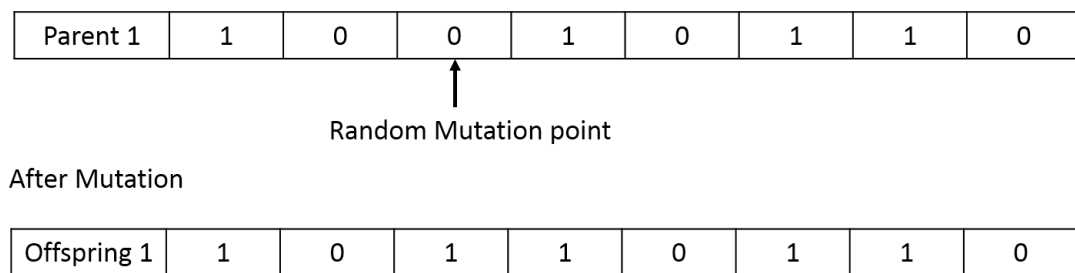 Parent 1 1 0 0 1 0 1 1 0
Random Mutation point
After Mutation
Offspring 1 1 0 1 1 0 1 1 0